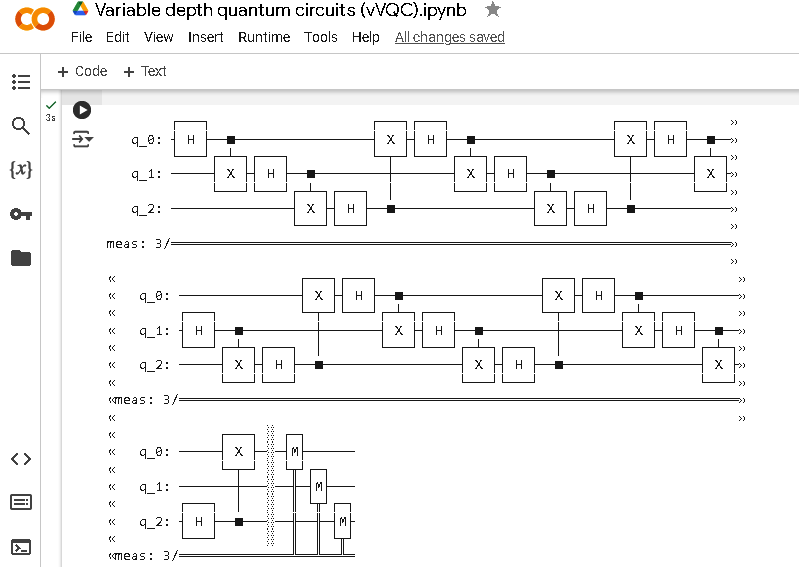 Variable depth quantum circuits (vVQC).ipynb
File Edit View Insert Runtime Tools Help All changes saved
+ Code + Text
3s
H X H X »
q_0: H ■ X H ■ X H ■ »
q_1: X H ■ X H ■ X »
q_2: X H ■ X H ■ »
meas: 3/ »
«
« q_0: X H ■ X H ■ »
« q_1: H ■ X H ■ X H ■ »
« q_2: X H ■ X H ■ X »
«meas: 3/ »
«
« q_0: X ░ M
« q_1: ░ M
« q_2: H ■ ░ M
«meas: 3/
{x}
<>